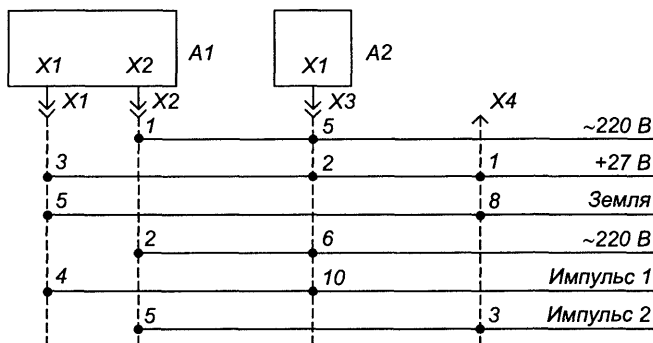 A1 A2
X1 X2 X1
X1 X2 X3 X4
1 5 ~220 В
3 2 1 +27 В
5 8 Земля
2 6 ~220 В
4 10 Импульс 1
5 3 Импульс 2